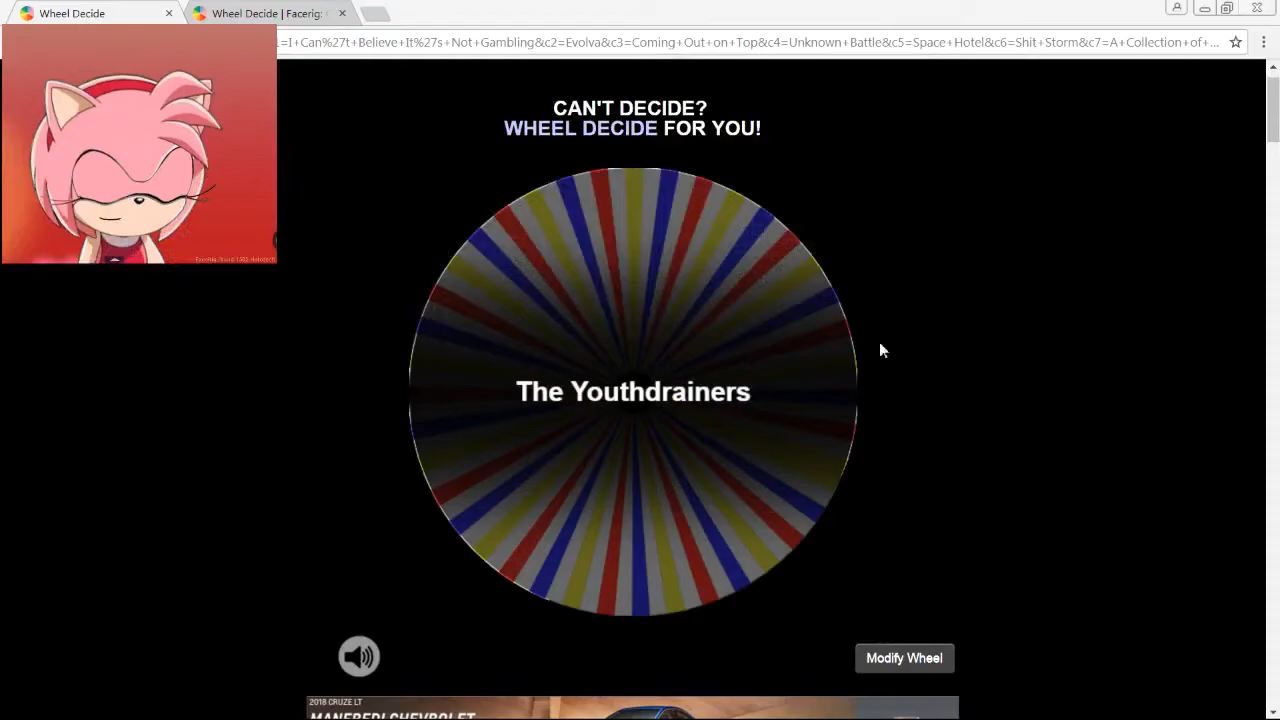 Wheel Decide
Wheel Decide | Facerig:
=I+Can%27t+Believe+It%27s+Not+Gambling&c2=Evolva&c3=Coming+Out+on+Top&c4=Unknown+Battle&c5=Space+Hotel&c6=Shit+Storm&c7=A+Collection+of+...
CAN'T DECIDE?
WHEEL DECIDE FOR YOU!
The Youthdrainers
Modify Wheel
2018 CRUZE LT
MANFREDI CHEVROLET